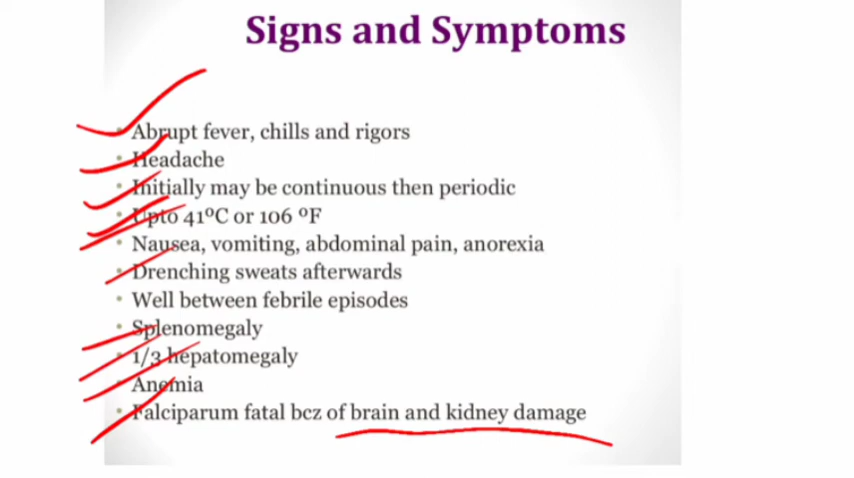 Signs and Symptoms
• Abrupt fever, chills and rigors
• Headache
• Initially may be continuous then periodic
• Upto 41ºC or 106 ºF
• Nausea, vomiting, abdominal pain, anorexia
• Drenching sweats afterwards
• Well between febrile episodes
• Splenomegaly
• 1/3 hepatomegaly
• Anemia
• Falciparum fatal bcz of brain and kidney damage